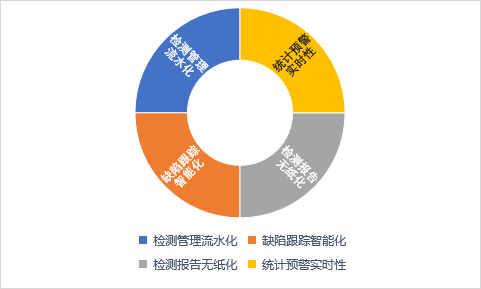 检测管理
流水化
统计预警
实时性
缺陷跟踪
智能化
检测报告
无纸化
检测管理流水化
缺陷跟踪智能化
检测报告无纸化
统计预警实时性